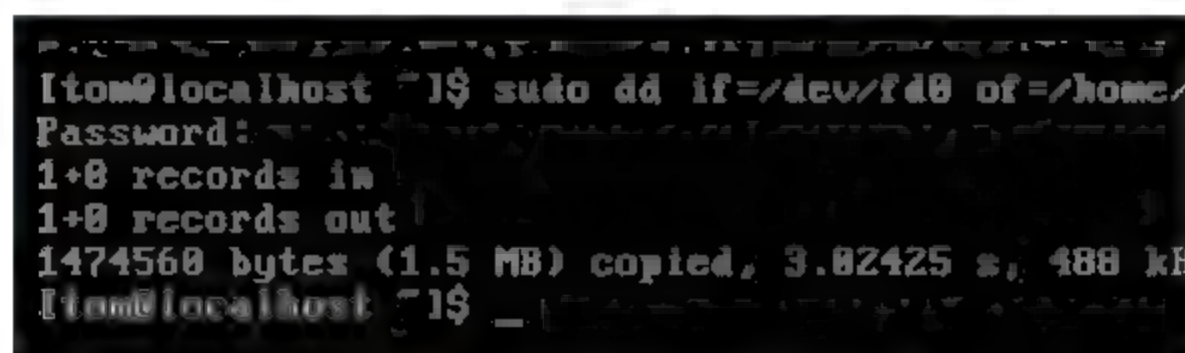 [tom@localhost ~]$ sudo dd if=/dev/fd0 of=/home/
Password:
1+0 records in
1+0 records out
1474560 bytes (1.5 MB) copied, 3.02425 s, 488 kB
[tom@localhost ~]$ _